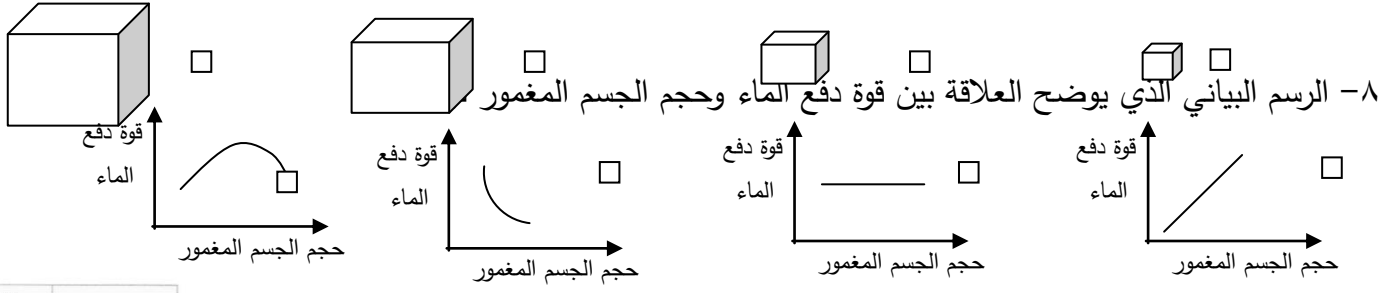 ٨- الرسم البياني الذي يوضح العلاقة بين قوة دفع الماء وحجم الجسم المغمور
قوة دفع
الماء
حجم الجسم المغمور
قوة دفع
الماء
حجم الجسم المغمور
قوة دفع
الماء
حجم الجسم المغمور
قوة دفع
الماء
حجم الجسم المغمور